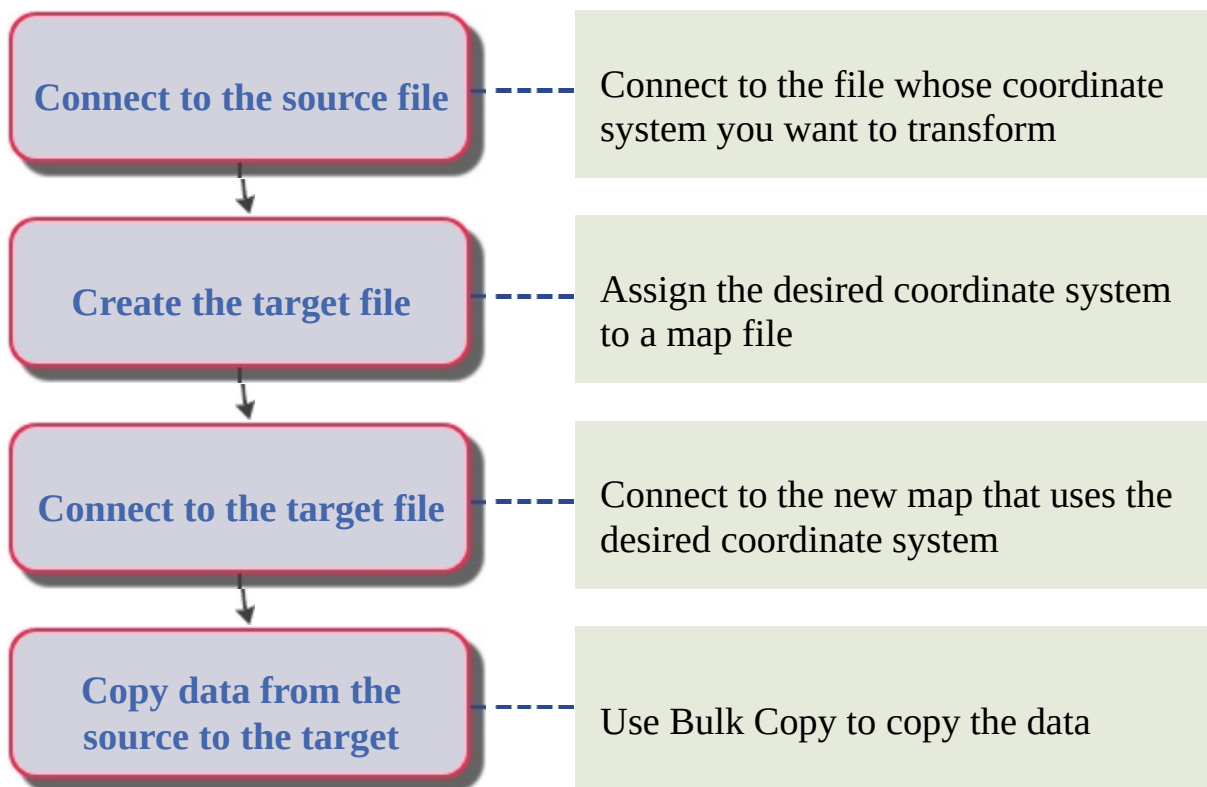 Connect to the source file
Connect to the file whose coordinate
system you want to transform
Create the target file
Assign the desired coordinate system
to a map file
Connect to the target file
Connect to the new map that uses the
desired coordinate system
Copy data from the
source to the target
Use Bulk Copy to copy the data